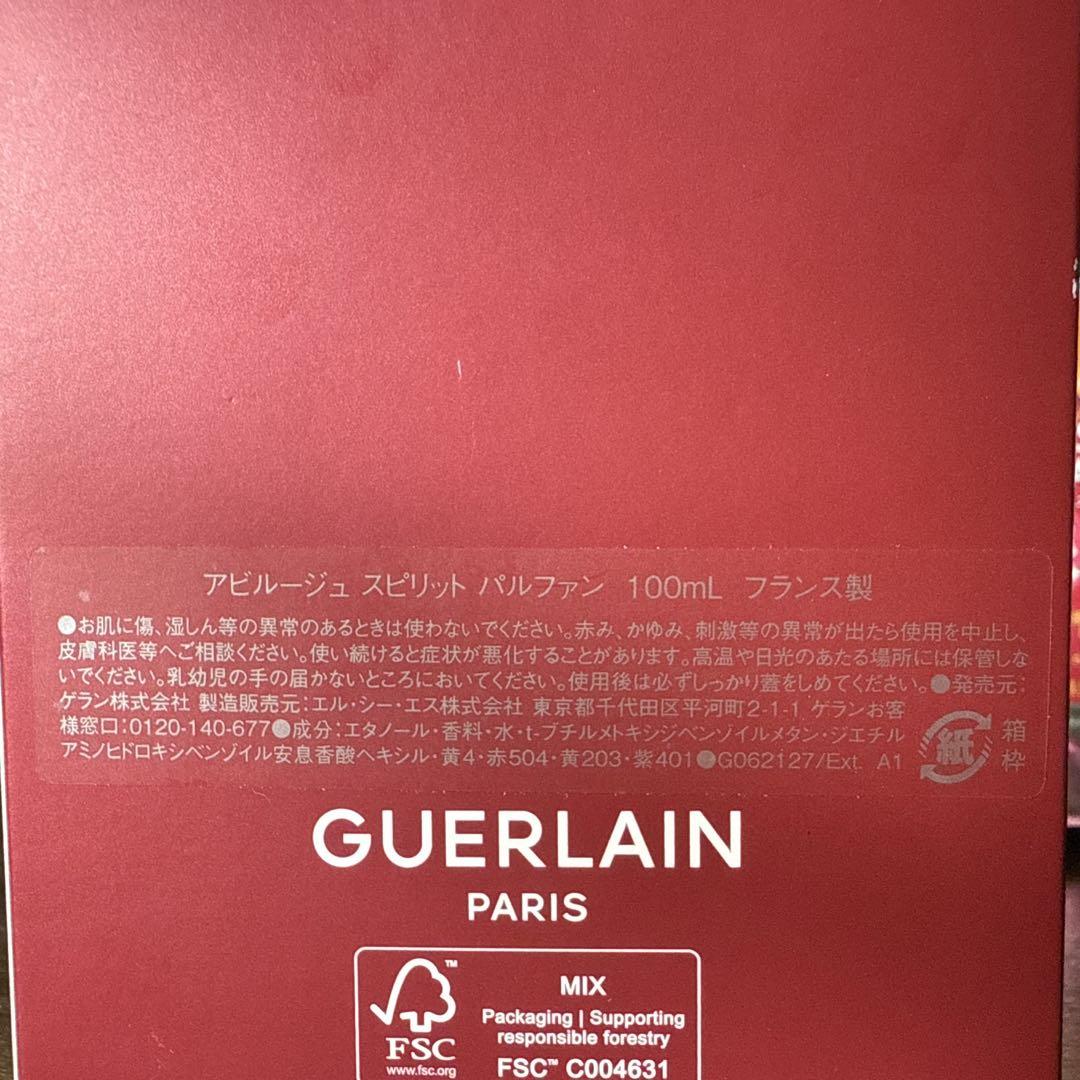 アビルージュ スピリット パルファン 100mL フランス製
●お肌に傷、湿しん等の異常のあるときは使わないでください。赤み、かゆみ、刺激等の異常が出たら使用を中止し、
皮膚科医等へご相談ください。使い続けると症状が悪化することがあります。高温や日光のあたる場所には保管しな
いでください。乳幼児の手の届かないところにおいてください。使用後は必ずしっかり蓋をしめてください。●発売元:
ゲラン株式会社 製造販売元:エル・シー・エス株式会社 東京都千代田区平河町2-1-1 ゲランお客
様窓口:0120-140-677●成分:エタノール・香料・水・t-ブチルメトキシジベンゾイルメタン・ジエチル
アミノヒドロキシベンゾイル安息香酸ヘキシル・黄4・赤504・黄203・紫401●G062127/Ext. A1
紙 箱
枠
GUERLAIN
PARIS
FSC
www.fsc.org
TM
MIX
Packaging | Supporting
responsible forestry
FSC™ C004631